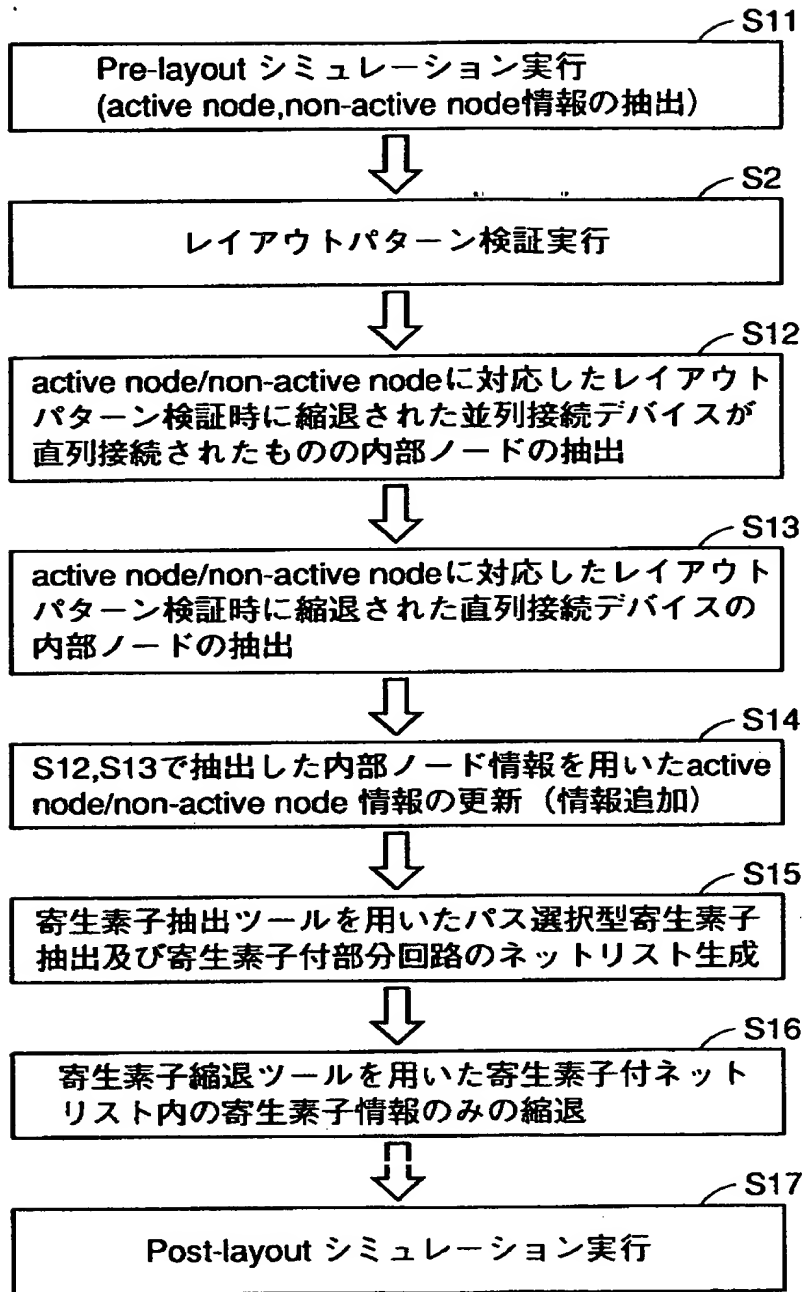 S11
Pre-layout シミュレーション実行
(active node,non-active node情報の抽出)
S2
レイアウトパターン検証実行
S12
active node/non-active nodeに対応したレイアウト
パターン検証時に縮退された並列接続デバイスが
直列接続されたものの内部ノードの抽出
S13
active node/non-active nodeに対応したレイアウト
パターン検証時に縮退された直列接続デバイスの
内部ノードの抽出
S14
S12,S13で抽出した内部ノード情報を用いたactive
node/non-active node 情報の更新（情報追加）
S15
寄生素子抽出ツールを用いたパス選択型寄生素子
抽出及び寄生素子付部分回路のネットリスト生成
S16
寄生素子縮退ツールを用いた寄生素子付ネット
リスト内の寄生素子情報のみの縮退
S17
Post-layout シミュレーション実行